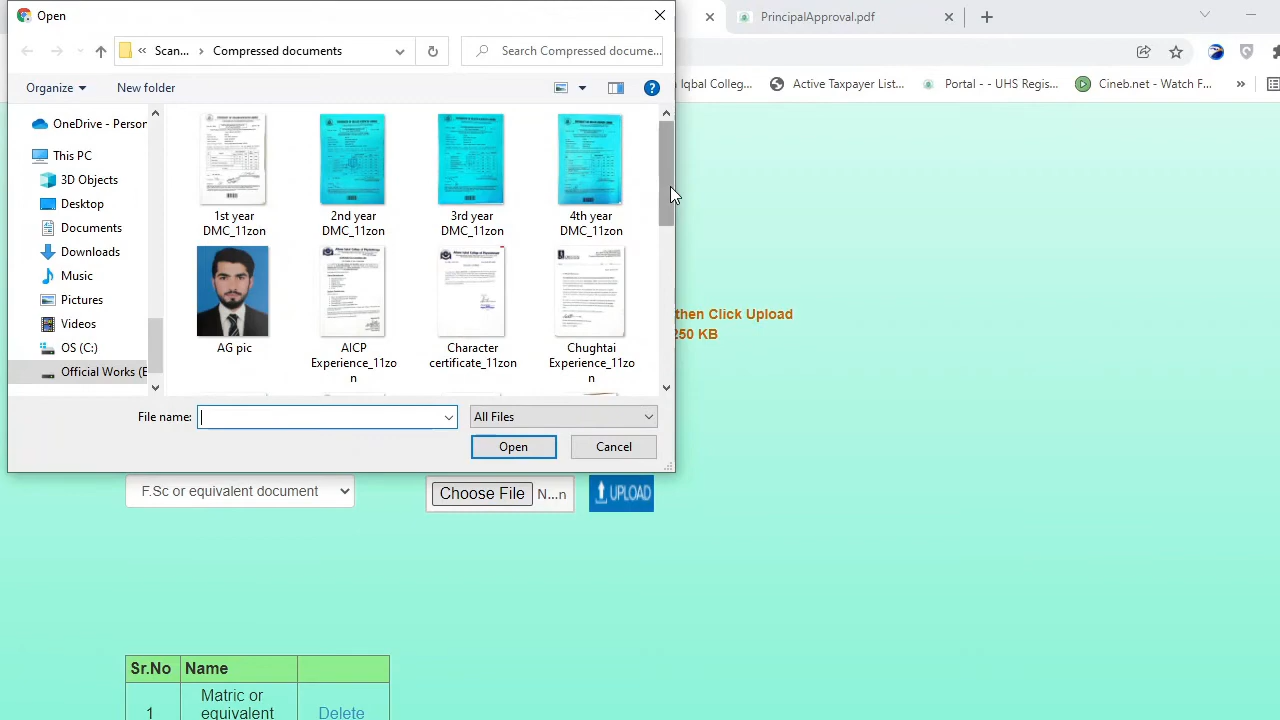 Open
PrincipalApproval.pdf
Scan...
Compressed documents
Search Compressed docume...
Iqbal Colleg...
Active Taxpayer List...
Portal - - UHS Regis...
Cineb.net - Watch F...
Organize
New folder
OneDrive - Person
This PC
3D Objects
Desktop
Documents
Downloads
Music
Pictures
Videos
OS (C:)
Official Works (E
1st year
DMC_11zon
2nd year
DMC_11zon
3rd year
DMC_11zon
4th year
DMC_11zon
AG pic
AICP
Experience_11zo
n
Character
certificate_11zon
Chughtai
Experience_11zo
n
then Click Upload
250 KB
File name:
All Files
Open
Cancel
F.Sc or equivalent document
Choose File
N...n
UPLOAD
Sr.No Name
1 Matric or
equivalent
Delete